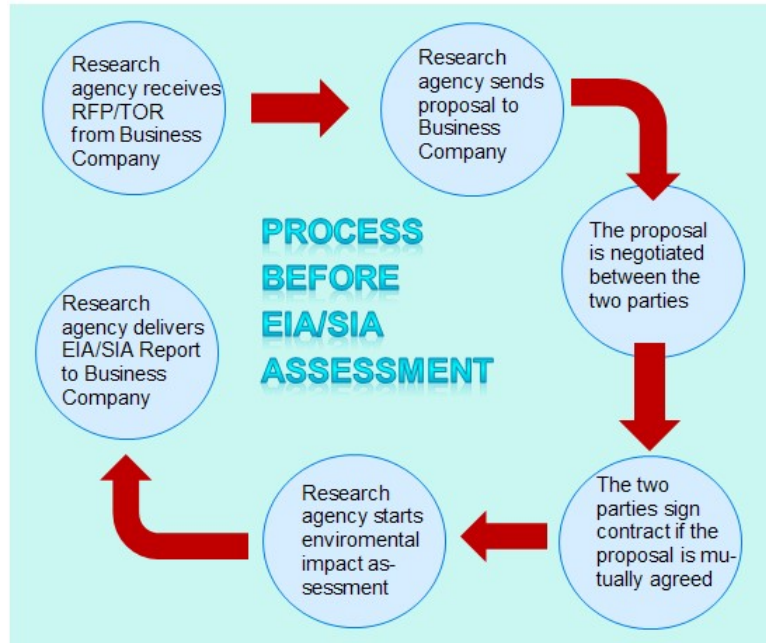 Research
agency receives
RFP/TOR
from Business
Company
Research
agency sends
proposal to
Business
Company
The proposal
is negotiated
between the
two parties
The two
parties sign
contract if the
proposal is mu-
tually agreed
Research
agency starts
enviromental
impact as-
sessment
Research
agency delivers
EIA/SIA Report
to Business
Company
PROCESS
BEFORE
EIA/SIA
ASSESSMENT